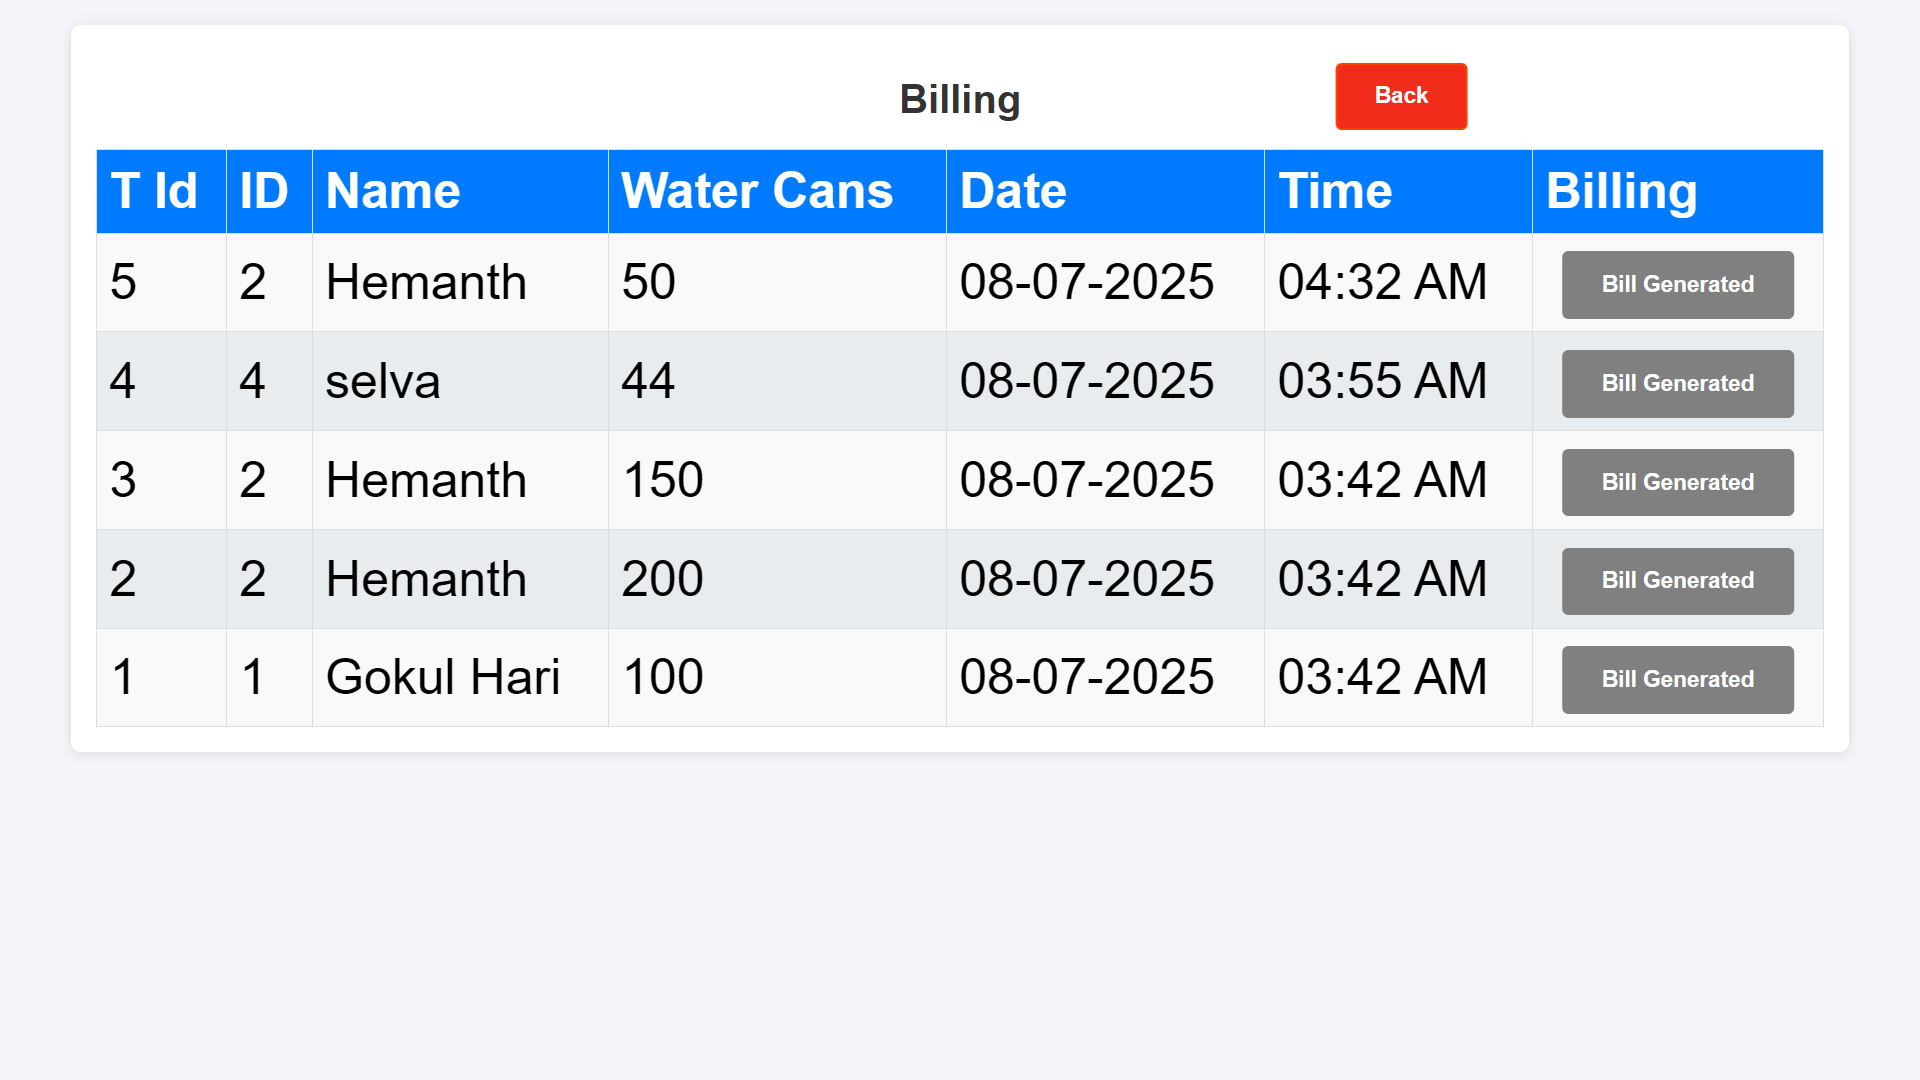 Billing
Back
T Id ID Name Water Cans Date Time Billing
5 2 Hemanth 50 08-07-2025 04:32 AM Bill Generated
4 4 selva 44 08-07-2025 03:55 AM Bill Generated
3 2 Hemanth 150 08-07-2025 03:42 AM Bill Generated
2 2 Hemanth 200 08-07-2025 03:42 AM Bill Generated
1 1 Gokul Hari 100 08-07-2025 03:42 AM Bill Generated